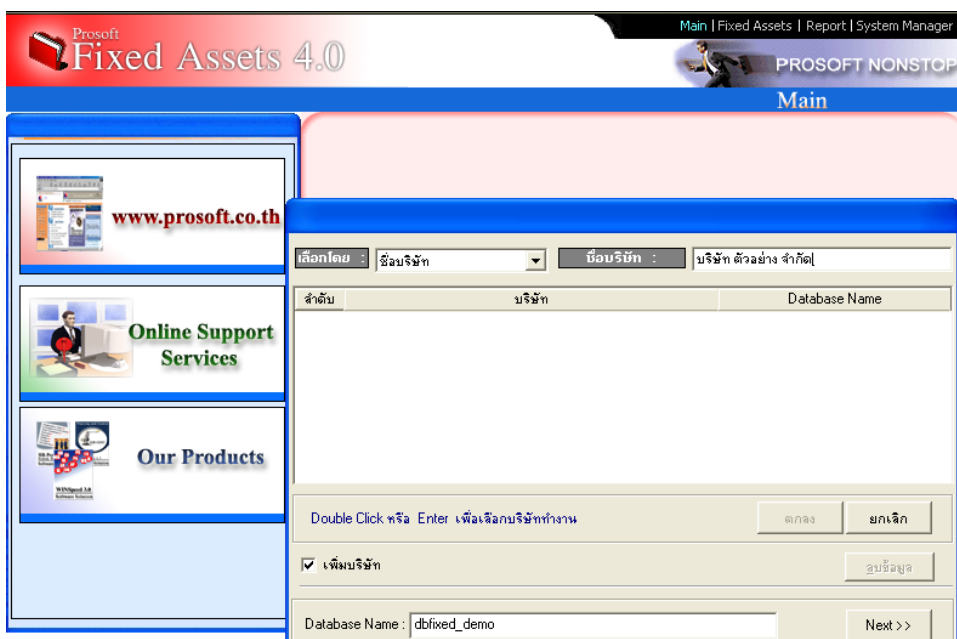 Prosoft
Fixed Assets 4.0
Main | Fixed Assets | Report | System Manager
PROSOFT NONSTOP
Main
www.prosoft.co.th
Online Support
Services
Our Products
WINSpeed 3.0
เลือกโดย :
ชื่อบริษัท
ชื่อบริษัท :
บริษัท ตัวอย่าง จำกัด
ลำดับ
บริษัท
Database Name
Double Click หรือ Enter เพื่อเลือกบริษัททำงาน
ตกลง
ยกเลิก
เพิ่มบริษัท
ลบข้อมูล
Database Name :
dbfixed_demo
Next >>